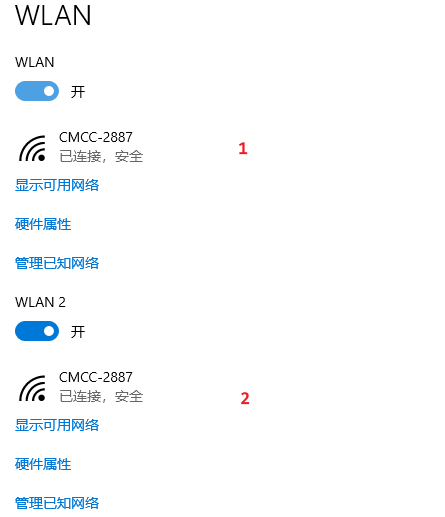 WLAN
WLAN
开
CMCC-2887
已连接，安全
1
显示可用网络
硬件属性
管理已知网络
WLAN 2
开
CMCC-2887
已连接，安全
2
显示可用网络
硬件属性
管理已知网络